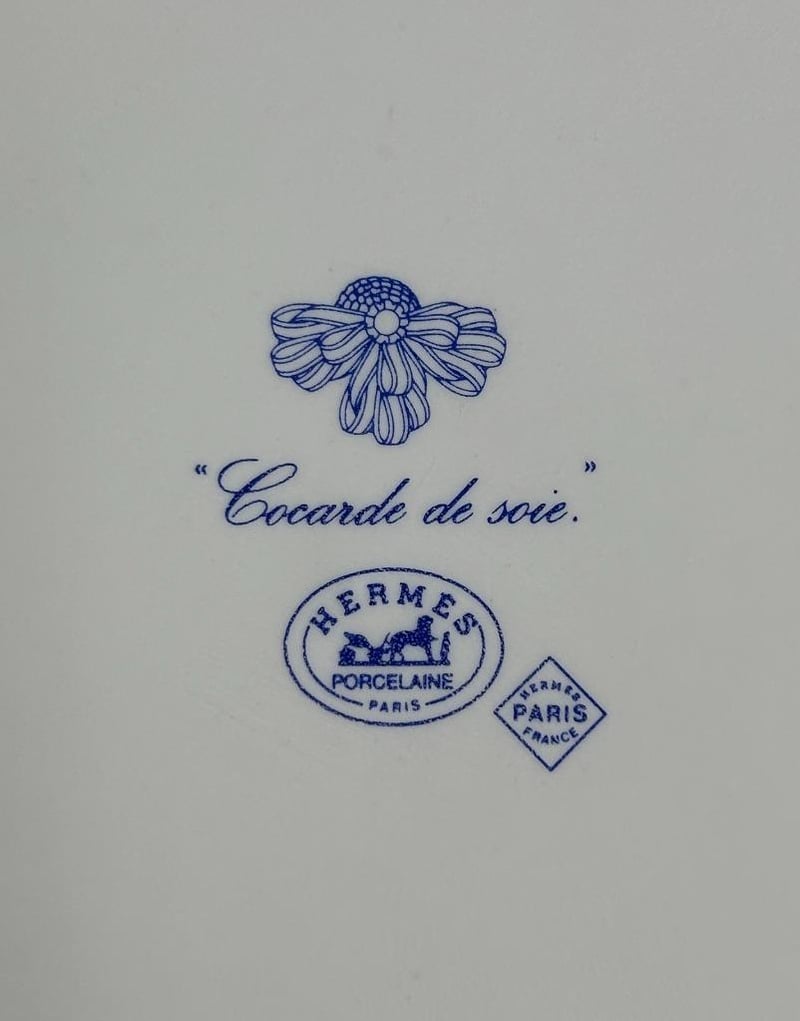 “Cocarde de soie.”
HERMES
PORCELAINE
PARIS
HERMES
PARIS
FRANCE